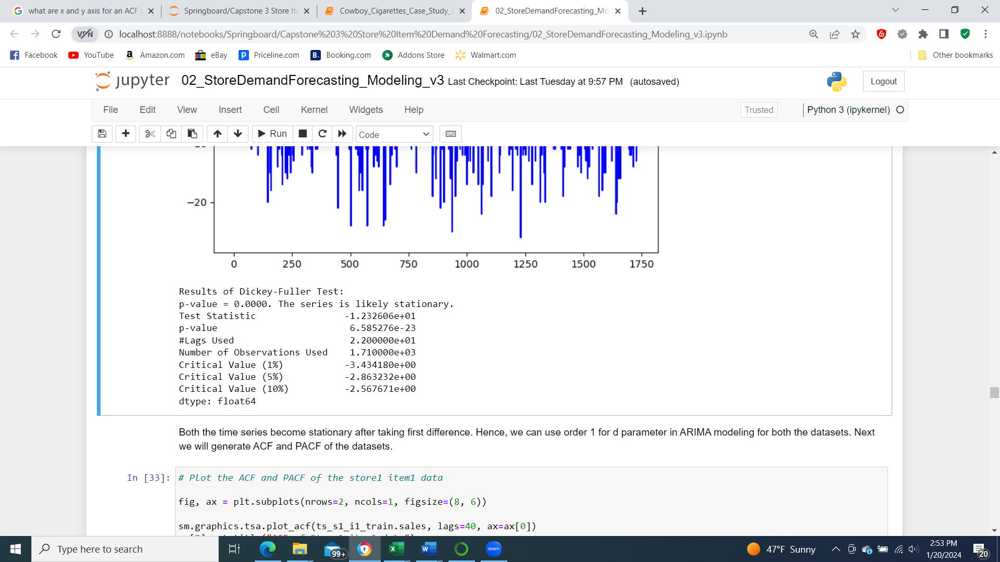 what are x and y axis for an ACF
Springboard/Capstone 3 Store Ite
Cowboy_Cigarettes_Case_Study_E
02_StoreDemandForecasting_Mo
VPN
localhost:8888/notebooks/Springboard/Capstone%203%20Store%20Item%20Demand%20Forecasting/02_StoreDemandForecasting_Modeling_v3.ipynb
Facebook YouTube Amazon.com eBay Priceline.com Booking.com Addons Store Walmart.com Other bookmarks
jupyter 02_StoreDemandForecasting_Modeling_v3 Last Checkpoint: Last Tuesday at 9:57 PM (autosaved) Logout
File Edit View Insert Cell Kernel Widgets Help Trusted Python 3 (ipykernel)
Run Code
−20
0 250 500 750 1000 1250 1500 1750
Results of Dickey-Fuller Test:
p-value = 0.0000. The series is likely stationary.
Test Statistic -1.232606e+01
p-value 6.585276e-23
#Lags Used 2.200000e+01
Number of Observations Used 1.710000e+03
Critical Value (1%) -3.434180e+00
Critical Value (5%) -2.863232e+00
Critical Value (10%) -2.567671e+00
dtype: float64
Both the time series become stationary after taking first difference. Hence, we can use order 1 for d parameter in ARIMA modeling for both the datasets. Next
we will generate ACF and PACF of the datasets.
In [33]: # Plot the ACF and PACF of the store1 item1 data
fig, ax = plt.subplots(nrows=2, ncols=1, figsize=(8, 6))
sm.graphics.tsa.plot_acf(ts_s1_i1_train.sales, lags=40, ax=ax[0])
Type here to search
99+
zoom
47°F Sunny
2:53 PM
1/20/2024
20